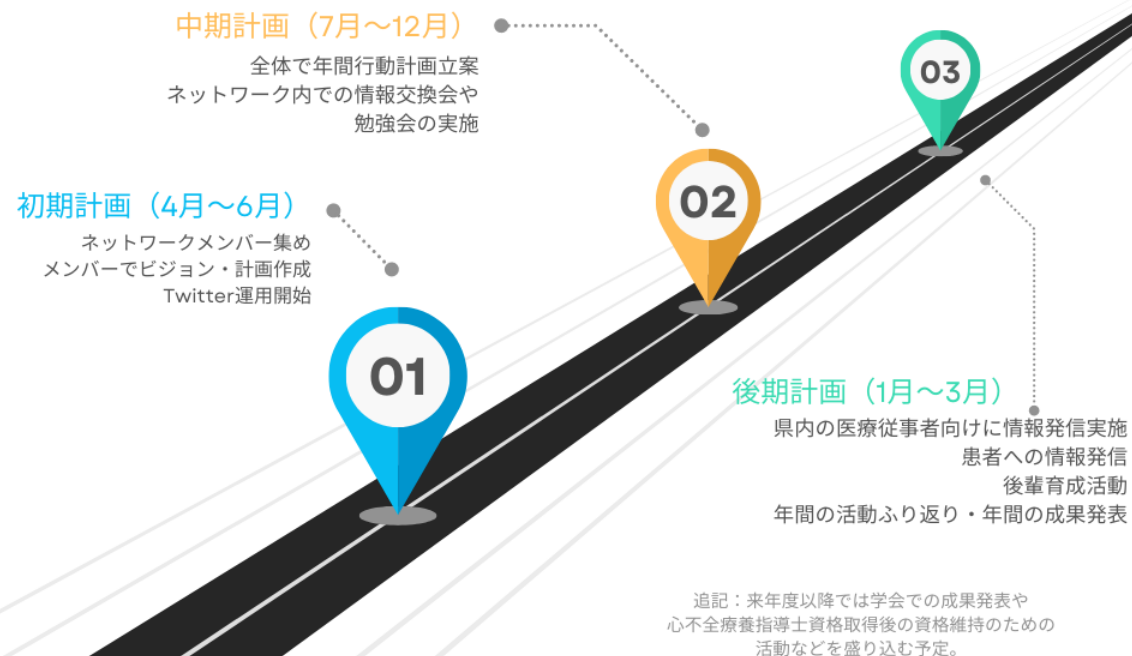 中期計画（7月～12月）
全体で年間行動計画立案
ネットワーク内での情報交換会や
勉強会の実施
初期計画（4月～6月）
ネットワークメンバー集め
メンバーでビジョン・計画作成
Twitter運用開始
01
02
03
後期計画（1月～3月）
県内の医療従事者向けに情報発信実施
患者への情報発信
後輩育成活動
年間の活動ふり返り・年間の成果発表
追記：来年度以降では学会での成果発表や
心不全療養指導士資格取得後の資格維持のための
活動などを盛り込む予定。